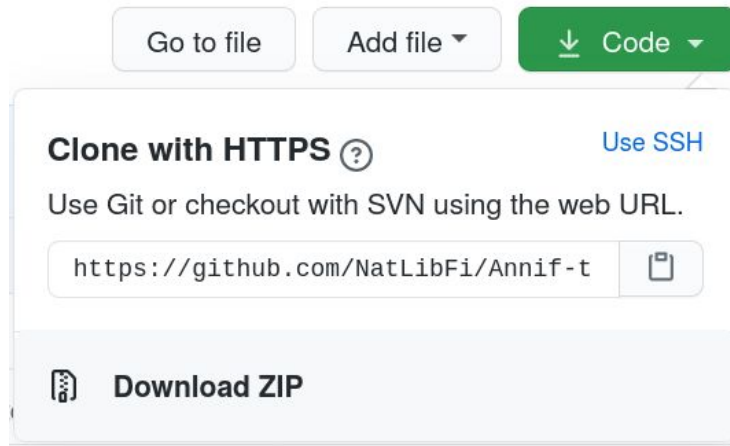 Go to file
Add file
Code
Clone with HTTPS
Use SSH
Use Git or checkout with SVN using the web URL.
https://github.com/NatLibFi/Annif-t
Download ZIP